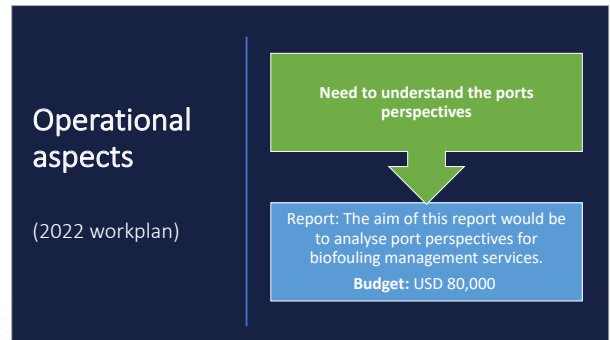 Operational
aspects
(2022 workplan)
Need to understand the ports
perspectives
Report: The aim of this report would be
to analyse port perspectives for
biofouling management services.
Budget: USD 80,000